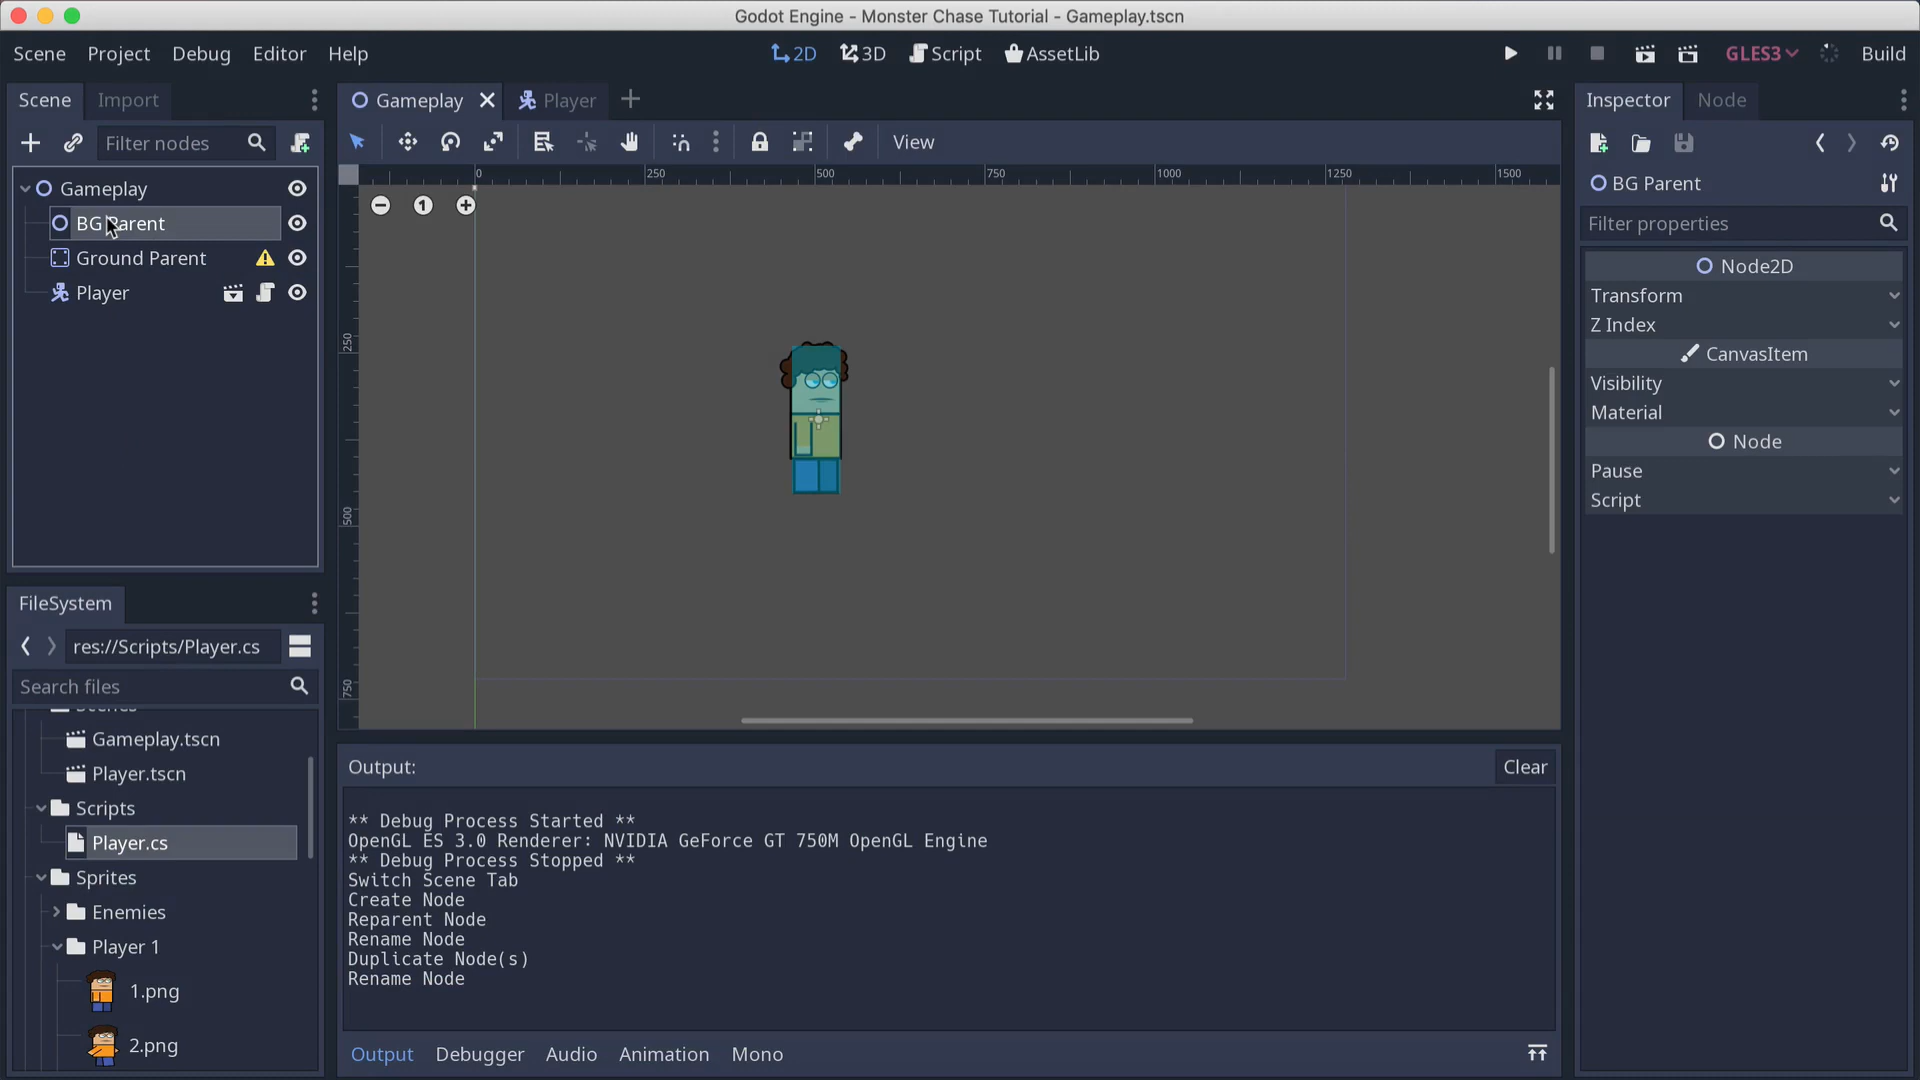 Godot Engine - Monster Chase Tutorial - Gameplay.tscn
Scene Project Debug Editor Help
2D 3D Script AssetLib
GLES3 Build
Scene Import
Filter nodes
Gameplay
BG Parent
Ground Parent
Player
Gameplay Player
View
0 250 500 750 1000 1250 1500
250
500
750
1
Inspector Node
BG Parent
Filter properties
Node2D
Transform
Z Index
CanvasItem
Visibility
Material
Node
Pause
Script
FileSystem
res://Scripts/Player.cs
Search files
Scenes
Gameplay.tscn
Player.tscn
Scripts
Player.cs
Sprites
Enemies
Player 1
1.png
2.png
Output:
Clear
** Debug Process Started **
OpenGL ES 3.0 Renderer: NVIDIA GeForce GT 750M OpenGL Engine
** Debug Process Stopped **
Switch Scene Tab
Create Node
Reparent Node
Rename Node
Duplicate Node(s)
Rename Node
Output Debugger Audio Animation Mono